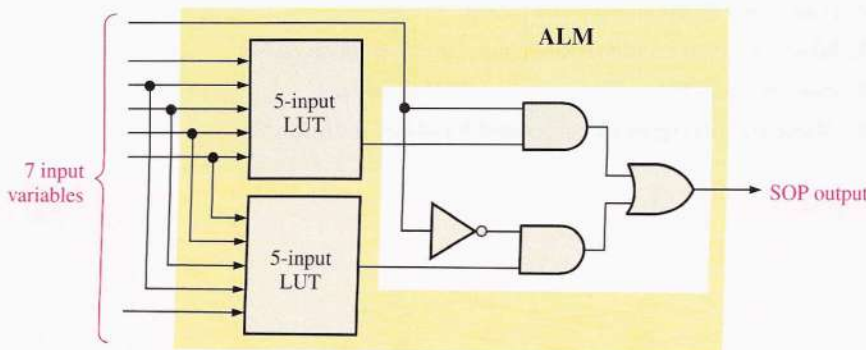 ALM
5-input
LUT
7 input
variables
SOP output
5-input
LUT